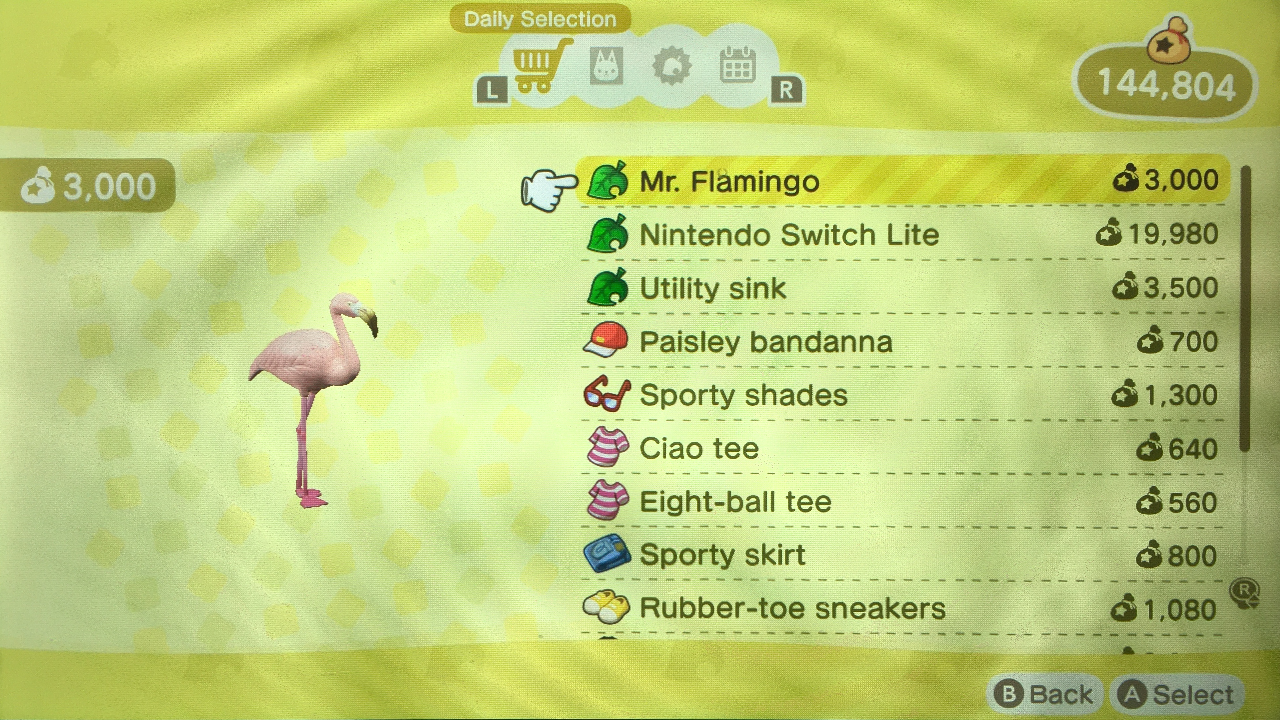 Daily Selection
L
R
144,804
3,000
Mr. Flamingo 3,000
Nintendo Switch Lite 19,980
Utility sink 3,500
Paisley bandanna 700
Sporty shades 1,300
Ciao tee 640
Eight-ball tee 560
Sporty skirt 800
Rubber-toe sneakers 1,080
R
B Back
A Select